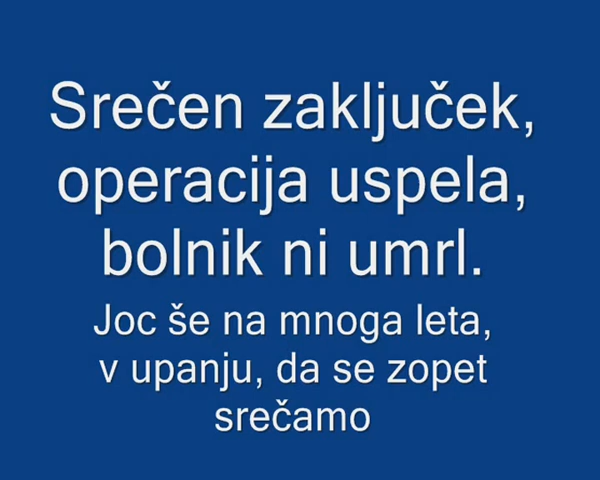 Srečen zaključek,
operacija uspela,
bolnik ni umrl.
Joc še na mnoga leta,
v upanju, da se zopet
srečamo